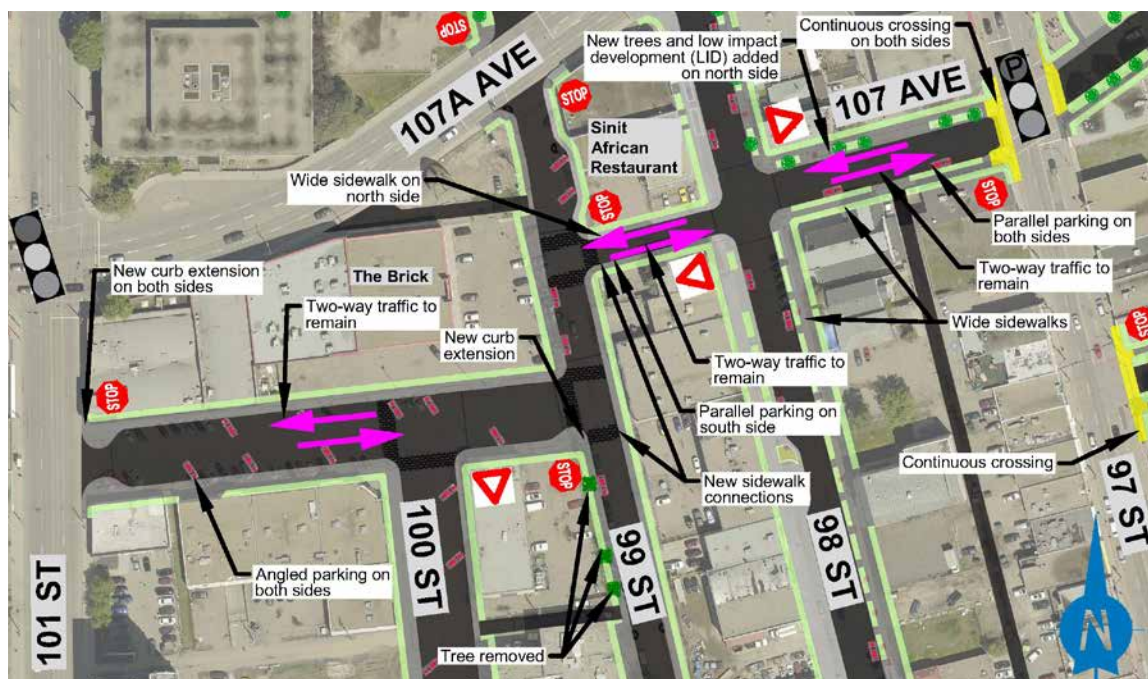 STOP
107A AVE
New trees and low impact
development (LID) added
on north side
Continuous crossing
on both sides
P
107 AVE
STOP
Sinit
African
Restaurant
Wide sidewalk on
north side
STOP
STOP
Parallel parking on
both sides
New curb extension
on both sides
The Brick
Two-way traffic to
remain
Two-way traffic to
remain
New curb
extension
Wide sidewalks
STOP
Two-way traffic to
remain
STOP
Parallel parking on
south side
Continuous crossing
New sidewalk
connections
STOP
101 ST
100 ST
99 ST
98 ST
97 ST
Angled parking on
both sides
Tree removed
N